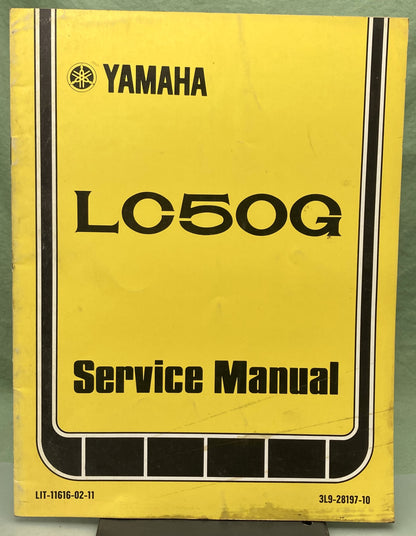 YAMAHA
LC50G
Service Manual
LIT-11616-02-11 3L9-28197-10